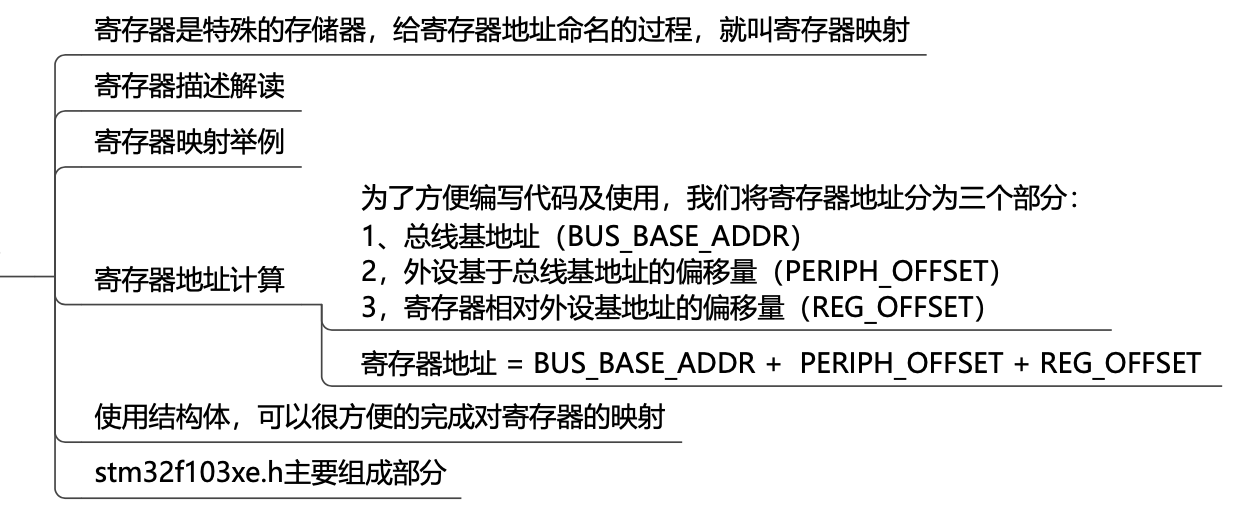 寄存器是特殊的存储器，给寄存器地址命名的过程，就叫寄存器映射
寄存器描述解读
寄存器映射举例
寄存器地址计算
为了方便编写代码及使用，我们将寄存器地址分为三个部分：
1、总线基地址（BUS_BASE_ADDR）
2，外设基于总线基地址的偏移量（PERIPH_OFFSET）
3，寄存器相对外设基地址的偏移量（REG_OFFSET）
寄存器地址 = BUS_BASE_ADDR + PERIPH_OFFSET + REG_OFFSET
使用结构体，可以很方便的完成对寄存器的映射
stm32f103xe.h主要组成部分